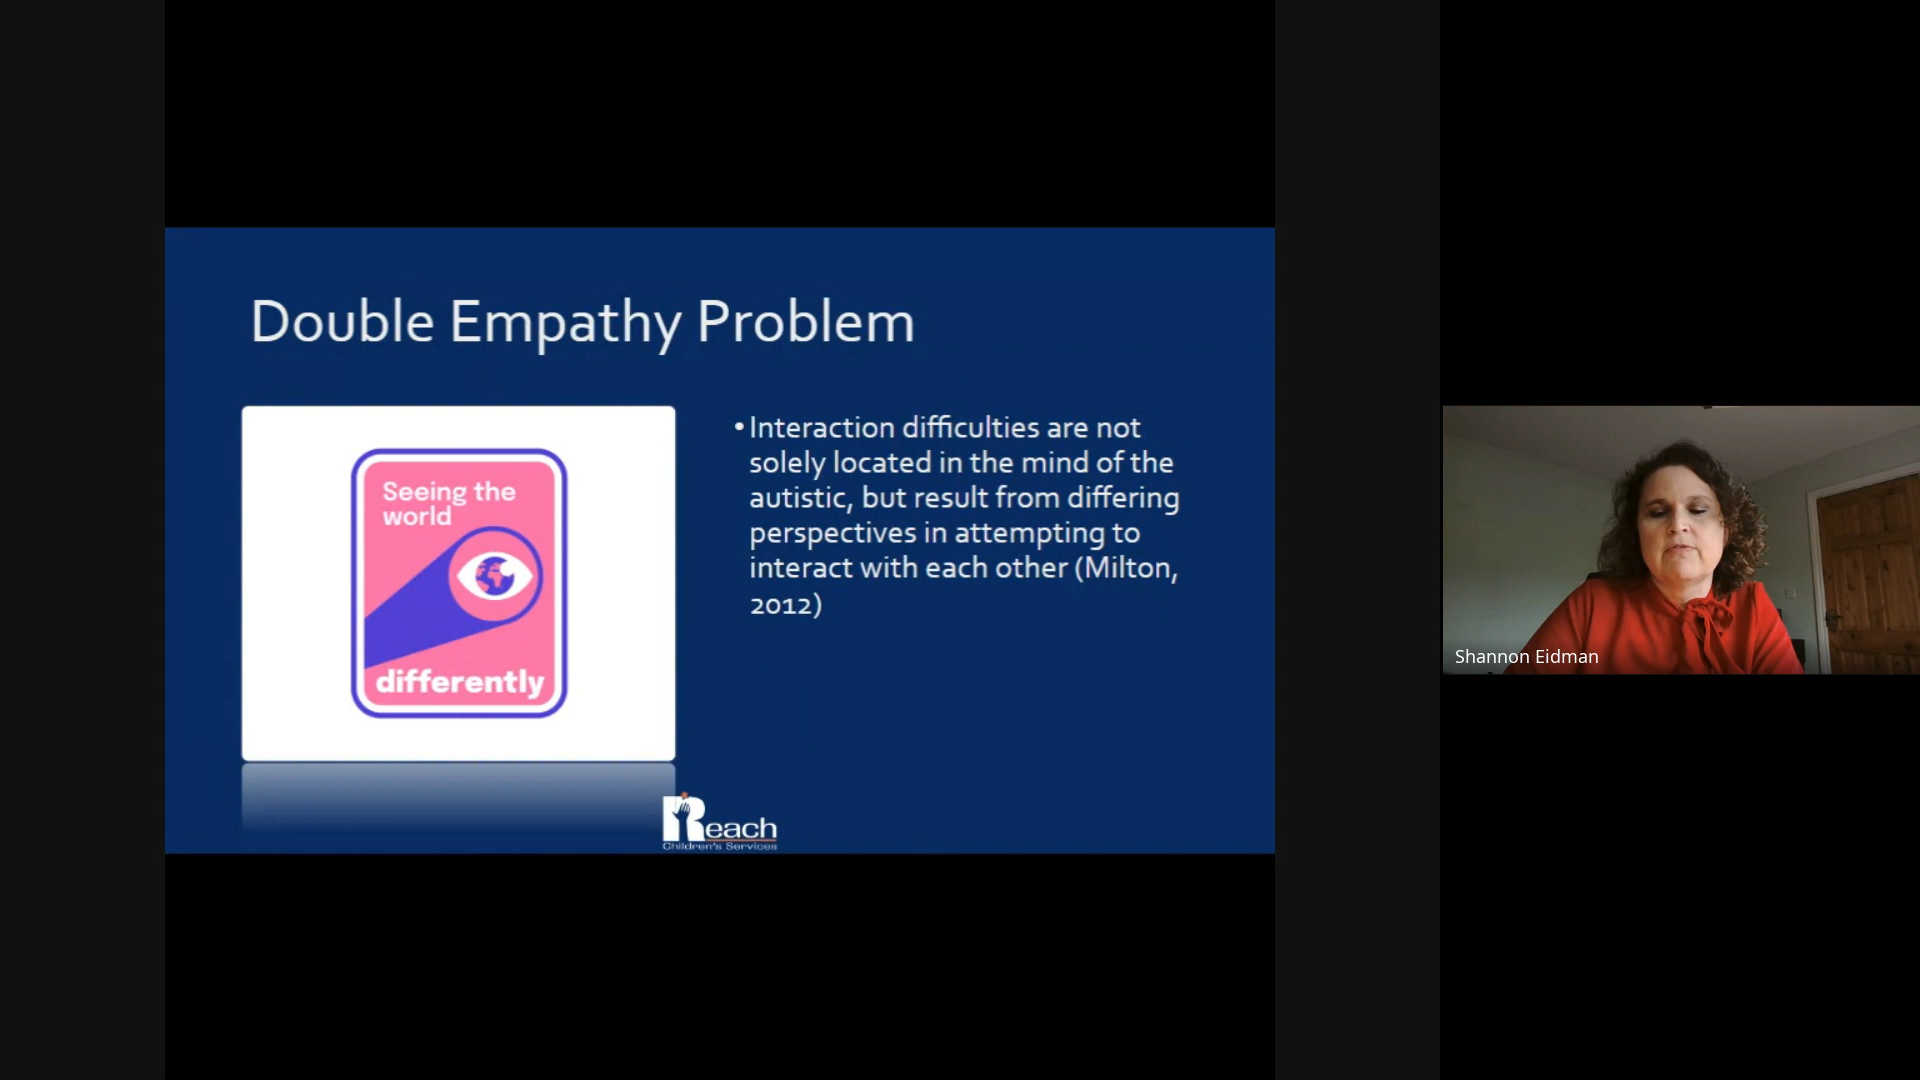 Double Empathy Problem
Seeing the
world
differently
• Interaction difficulties are not
solely located in the mind of the
autistic, but result from differing
perspectives in attempting to
interact with each other (Milton,
2012)
Reach
Children's Services
Shannon Eidman